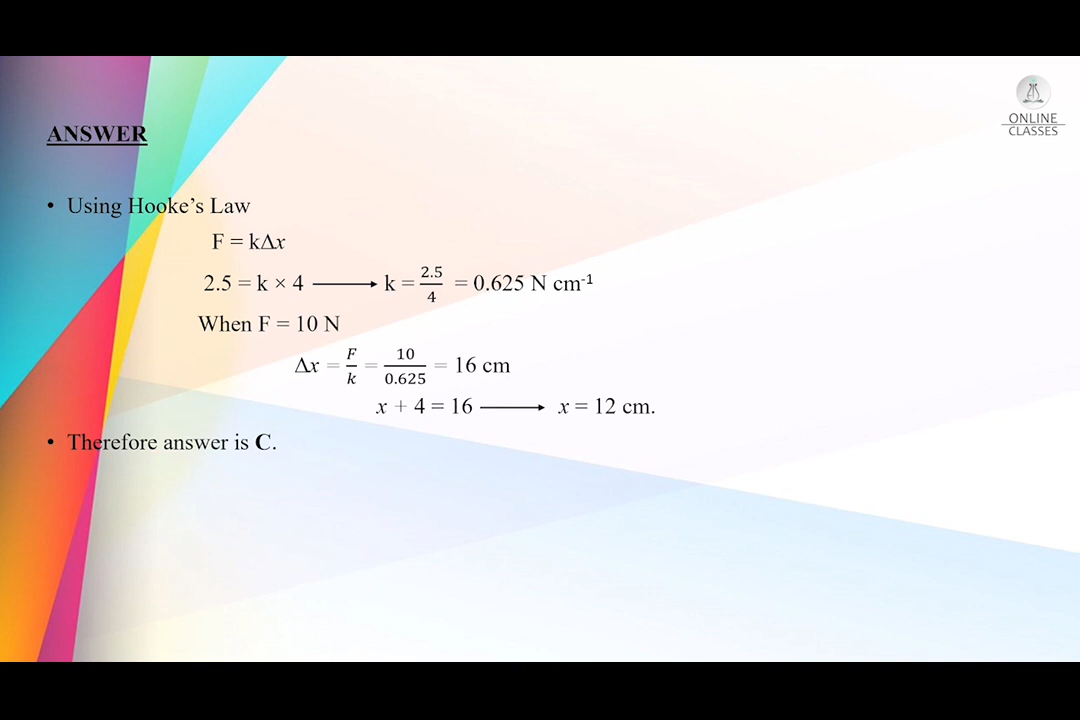 ONLINE
CLASSES
ANSWER
• Using Hooke’s Law
F = kΔx
2.5 = k × 4 ⟶ k = 2.5/4 = 0.625 N cm⁻¹
When F = 10 N
Δx = F/k = 10/0.625 = 16 cm
x + 4 = 16 ⟶ x = 12 cm.
• Therefore answer is C.